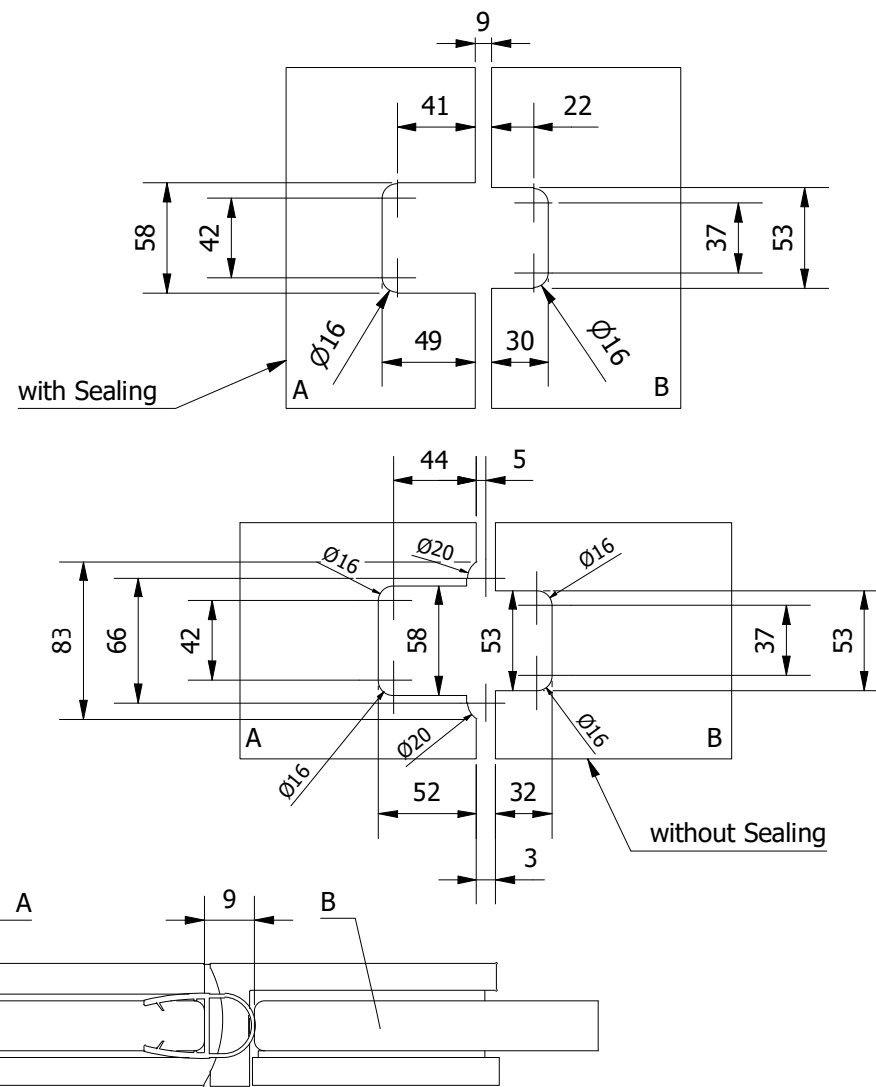 9
41 22
58 42 37 53
Ø16 49 30 Ø16
with Sealing A B
44 5
Ø16 Ø20 Ø16
83 66 42 58 53 37 53
A Ø20 Ø16 B
Ø16
52 32
without Sealing
3
A 9 B